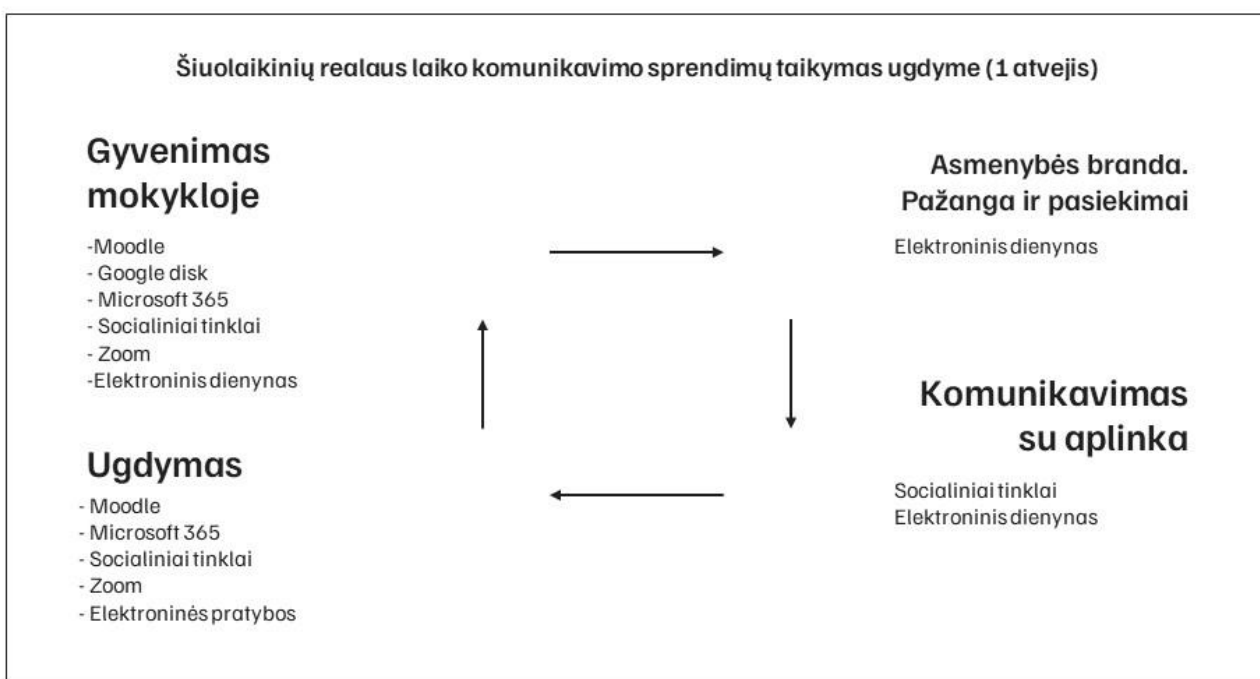 Šiuolaikinių realaus laiko komunikavimo sprendimų taikymas ugdyme (1 atvejis)
Gyvenimas
mokykloje
-Moodle
- Google disk
- Microsoft 365
- Socialiniai tinklai
- Zoom
-Elektroninis dienynas
Asmenybės branda.
Pažanga ir pasiekimai
Elektroninis dienynas
Ugdymas
- Moodle
- Microsoft 365
- Socialiniai tinklai
- Zoom
- Elektroninės pratybos
Komunikavimas
su aplinka
Socialiniai tinklai
Elektroninis dienynas